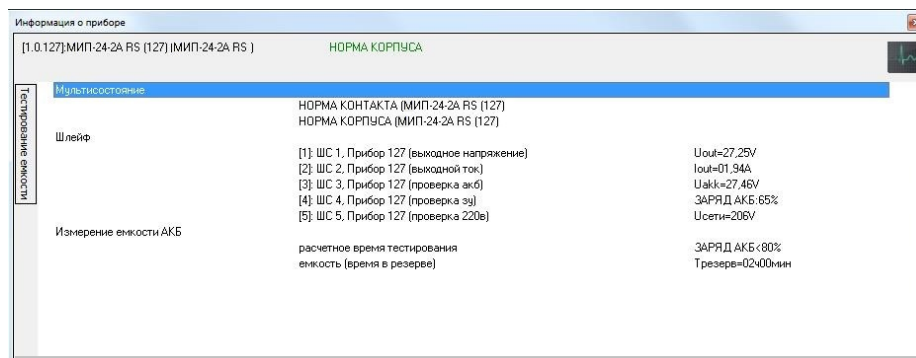 Информация о приборе
[1.0.127]:МИП-24-2А RS (127) (МИП-24-2А RS ) НОРМА КОРПУСА
Тестирование емкости
Мультисостояние
НОРМА КОНТАКТА (МИП-24-2А RS (127)
НОРМА КОРПУСА (МИП-24-2А RS (127)
Шлейф
[1]: ШС 1, Прибор 127 (выходное напряжение) Uout=27,25V
[2]: ШС 2, Прибор 127 (выходной ток) Iout=01,94A
[3]: ШС 3, Прибор 127 (проверка акб) Uakk=27,46V
[4]: ШС 4, Прибор 127 (проверка зу) ЗАРЯД АКБ:65%
[5]: ШС 5, Прибор 127 (проверка 220в) Uсети=206V
Измерение емкости АКБ
расчетное время тестирования ЗАРЯД АКБ<80%
емкость (время в резерве) Tрезерв=02ч00мин